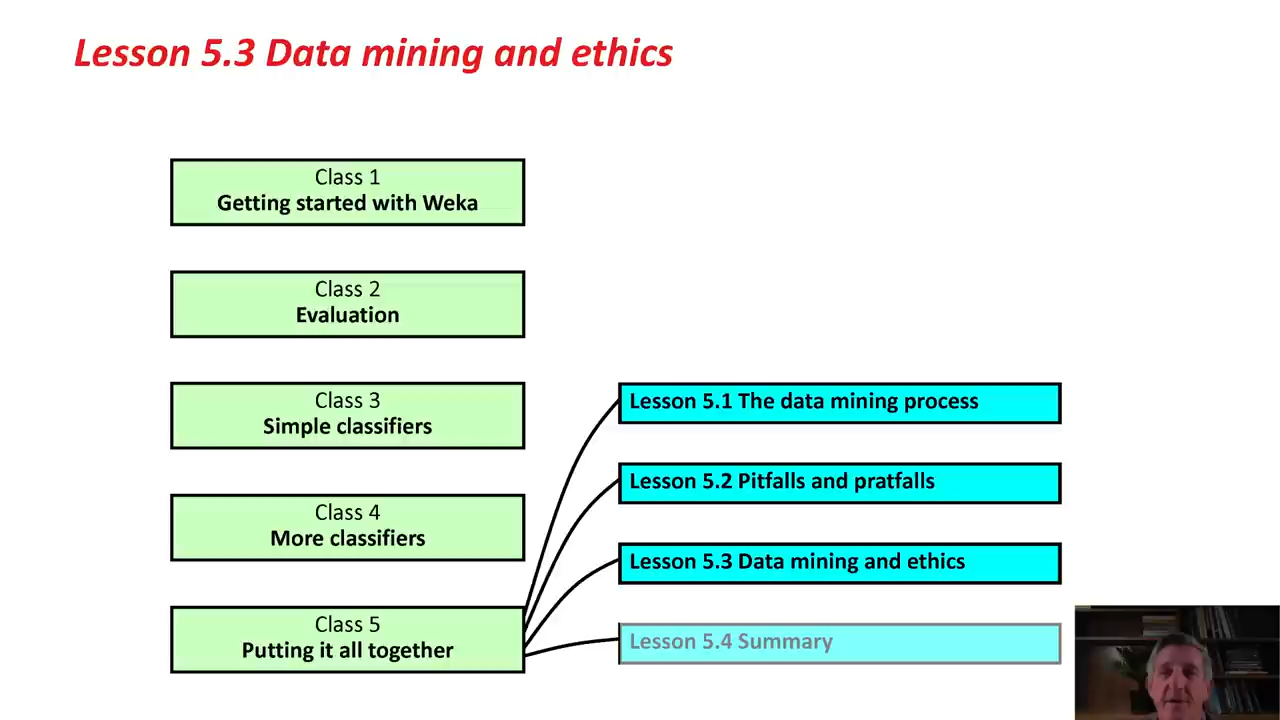 Lesson 5.3 Data mining and ethics
Class 1
Getting started with Weka
Class 2
Evaluation
Class 3
Simple classifiers
Class 4
More classifiers
Class 5
Putting it all together
Lesson 5.1 The data mining process
Lesson 5.2 Pitfalls and pratfalls
Lesson 5.3 Data mining and ethics
Lesson 5.4 Summary